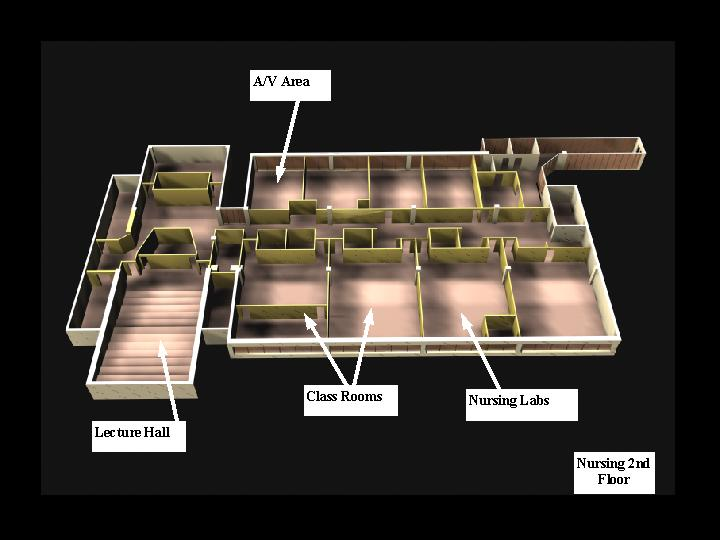 A/V Area
Class Rooms
Nursing Labs
Lecture Hall
Nursing 2nd
Floor